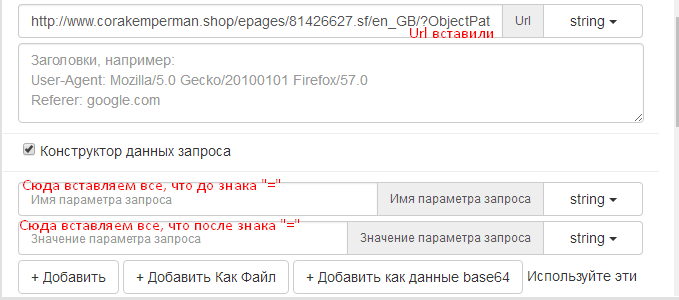 http://www.corakemperman.shop/epages/81426627.sf/en_GB/?ObjectPat Url string
Url вставили
Заголовки, например:
User-Agent: Mozilla/5.0 Gecko/20100101 Firefox/57.0
Referer: google.com
Конструктор данных запроса
Сюда вставляем все, что до знака "="
Имя параметра запроса Имя параметра запроса string
Сюда вставляем все, что после знака "="
Значение параметра запроса Значение параметра запроса string
+ Добавить + Добавить Как Файл + Добавить как данные base64 Используйте эти